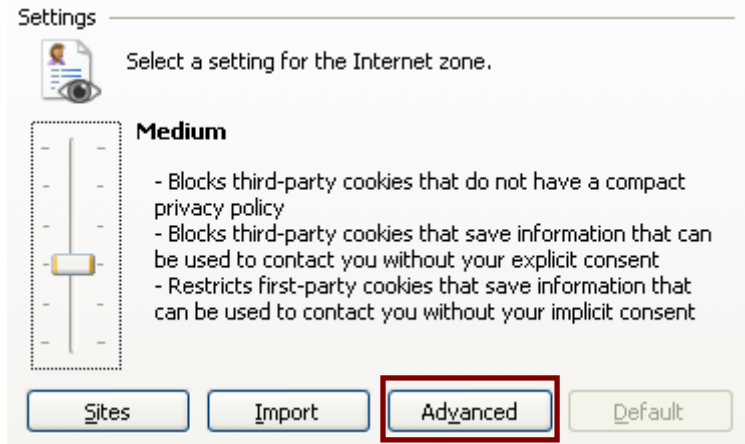 Settings
Select a setting for the Internet zone.
Medium
- Blocks third-party cookies that do not have a compact
privacy policy
- Blocks third-party cookies that save information that can
be used to contact you without your explicit consent
- Restricts first-party cookies that save information that
can be used to contact you without your implicit consent
Sites Import Advanced Default